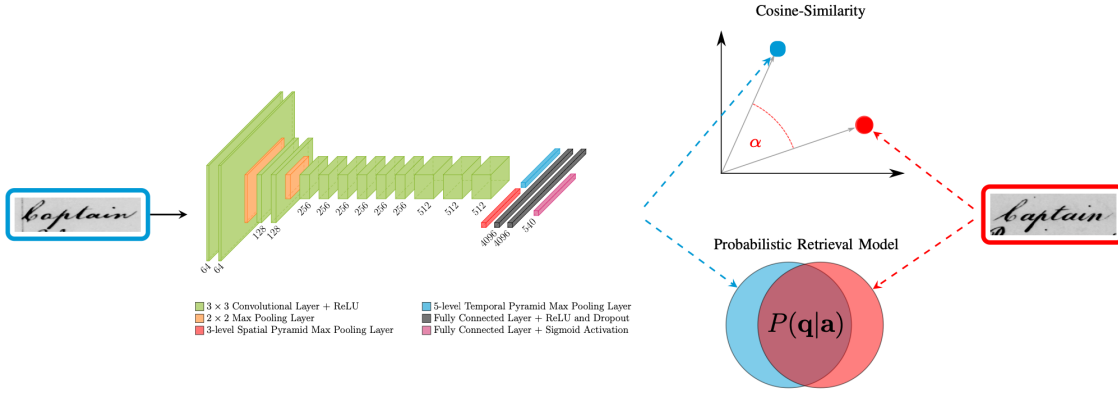 Cosine-Similarity
α
Captain
64
64
128
128
256
256
256
256
256
256
512
512
512
4096
4096
540
Captain
Probabilistic Retrieval Model
P(q|a)
3 × 3 Convolutional Layer + ReLU
2 × 2 Max Pooling Layer
3-level Spatial Pyramid Max Pooling Layer
5-level Temporal Pyramid Max Pooling Layer
Fully Connected Layer + ReLU and Dropout
Fully Connected Layer + Sigmoid Activation